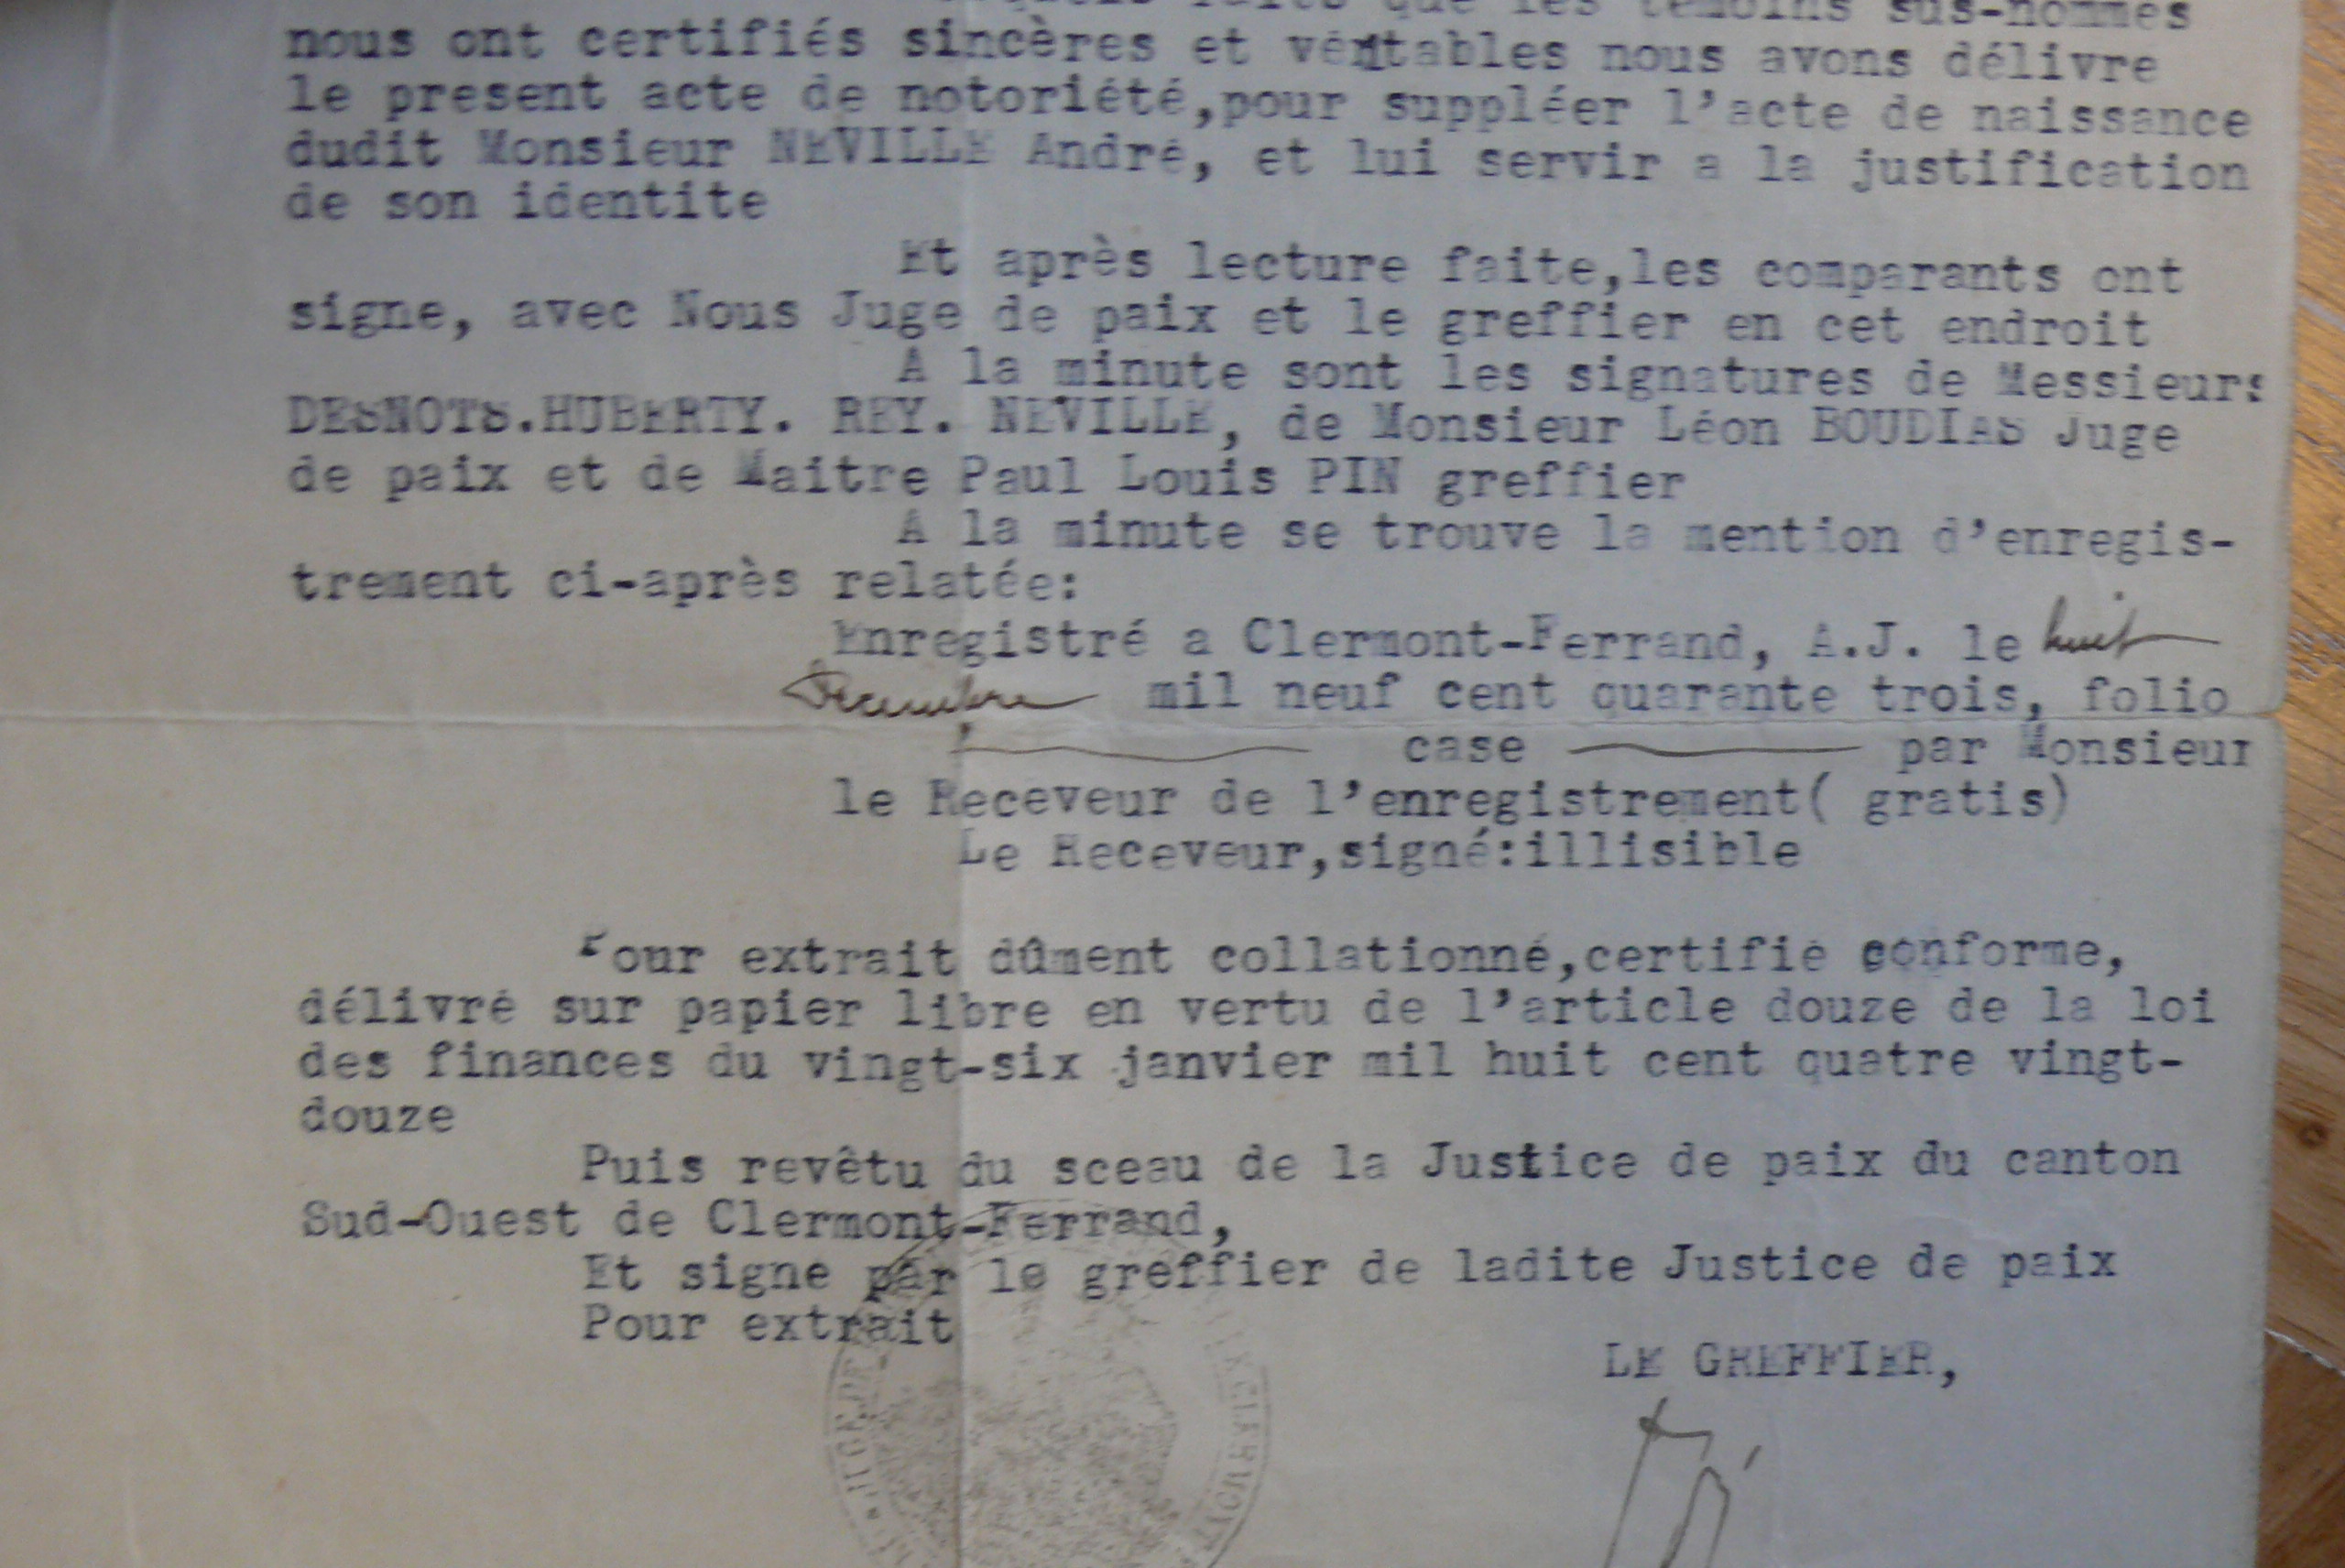 que les témoins sus-nommés
nous ont certifiés sincères et véritables nous avons délivre
le present acte de notoriété,pour suppléer l'acte de naissance
dudit Monsieur NEVILLE André, et lui servir a la justification
de son identite
Et après lecture faite,les comparants ont
signe, avec Nous Juge de paix et le greffier en cet endroit
A la minute sont les signatures de Messieurs
DESNOTS.HUBERTY. REY. NEVILLE, de Monsieur Léon BOUDIAS Juge
de paix et de Maitre Paul Louis PIN greffier
A la minute se trouve la mention d'enregis-
trement ci-après relatée:
Enregistré a Clermont-Ferrand, A.J. le huit
Decembre mil neuf cent quarante trois, folio
case par Monsieur
le Receveur de l'enregistrement( gratis)
Le Receveur,signé:illisible
Pour extrait dûment collationné,certifié conforme,
délivré sur papier libre en vertu de l'article douze de la loi
des finances du vingt-six janvier mil huit cent quatre vingt-
douze
Puis revêtu du sceau de la Justice de paix du canton
Sud-Ouest de Clermont-Ferrand,
Et signe par le greffier de ladite Justice de paix
Pour extrait
LE GREFFIER,